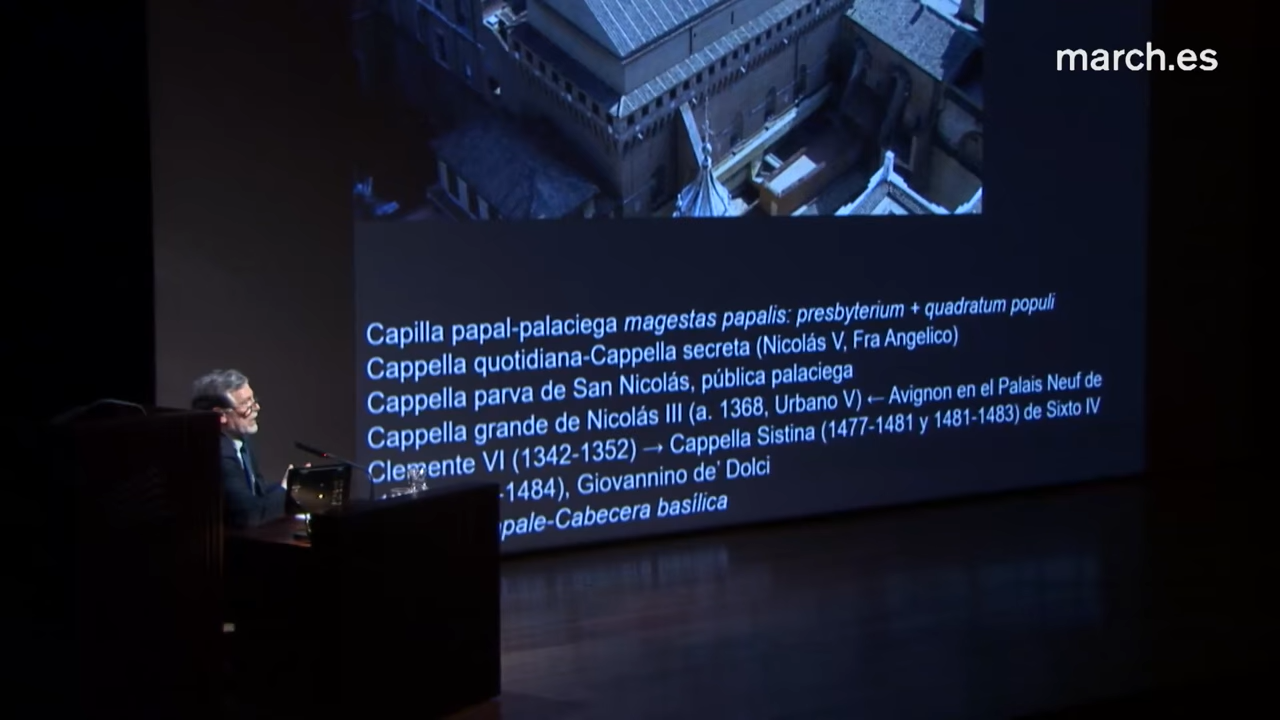 march.es
Capilla papal-palaciega magestas papalis: presbyterium + quadratum populi
Cappella quotidiana-Cappella secreta (Nicolás V, Fra Angelico)
Cappella parva de San Nicolás, pública palaciega
Cappella grande de Nicolás III (a. 1368, Urbano V) ← Avignon en el Palais Neuf de
Clemente VI (1342-1352) → Cappella Sistina (1477-1481 y 1481-1483) de Sixto IV
-1484), Giovannino de' Dolci
pale-Cabecera basílica